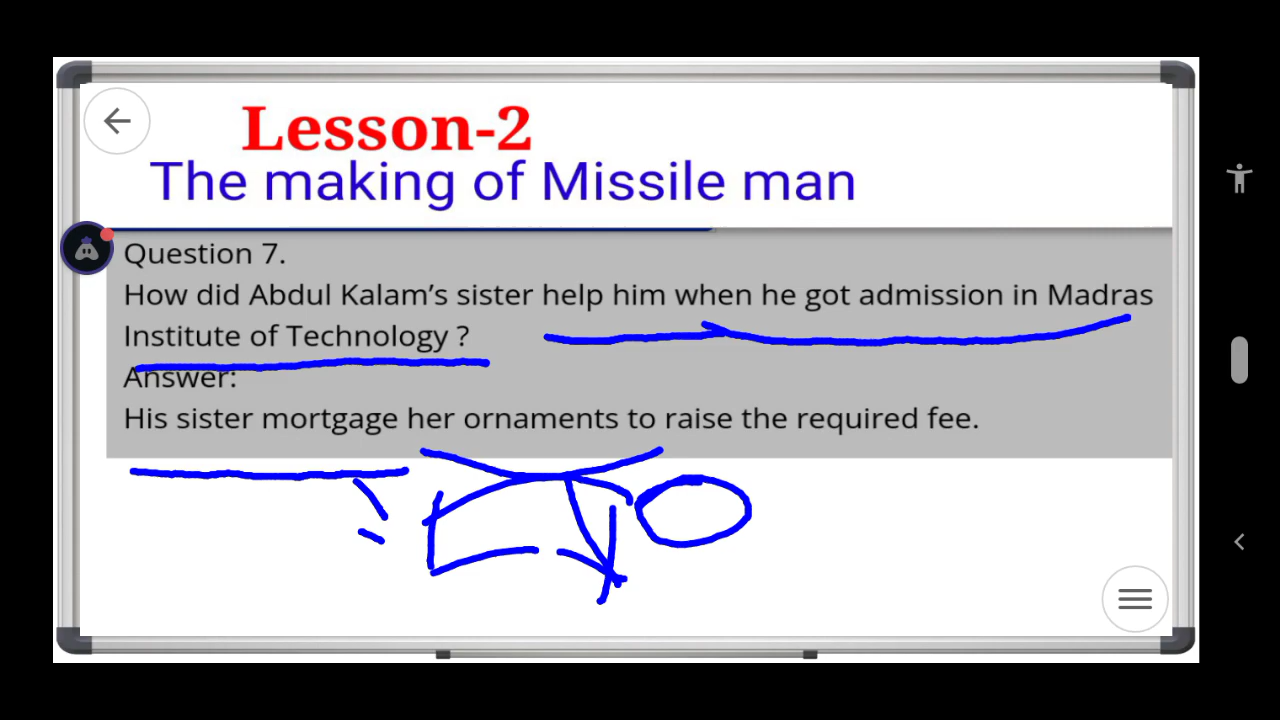 Lesson-2
The making of Missile man
Question 7.
How did Abdul Kalam’s sister help him when he got admission in Madras
Institute of Technology ?
Answer:
His sister mortgage her ornaments to raise the required fee.